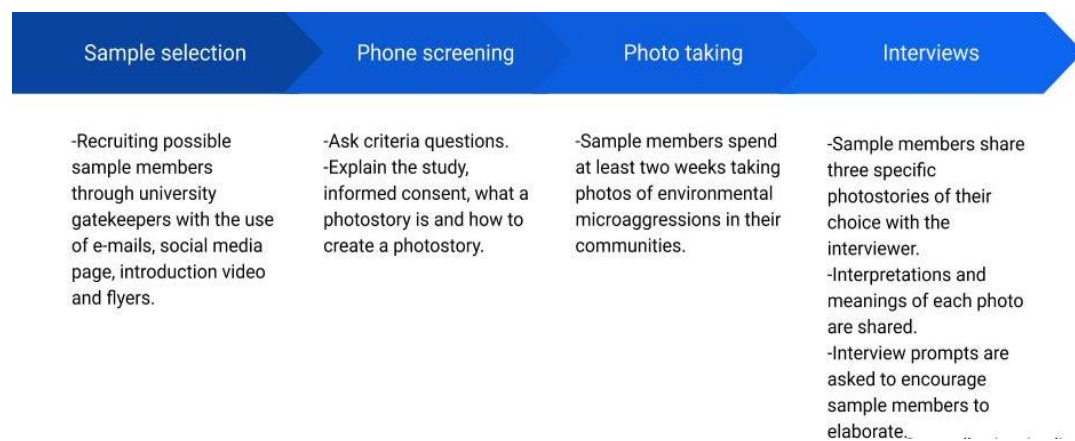 Sample selection
Phone screening
Photo taking
Interviews
-Recruiting possible
sample members
through university
gatekeepers with the use
of e-mails, social media
page, introduction video
and flyers.
-Ask criteria questions.
-Explain the study,
informed consent, what a
photostory is and how to
create a photostory.
-Sample members spend
at least two weeks taking
photos of environmental
microaggressions in their
communities.
-Sample members share
three specific
photostories of their
choice with the
interviewer.
-Interpretations and
meanings of each photo
are shared.
-Interview prompts are
asked to encourage
sample members to
elaborate.